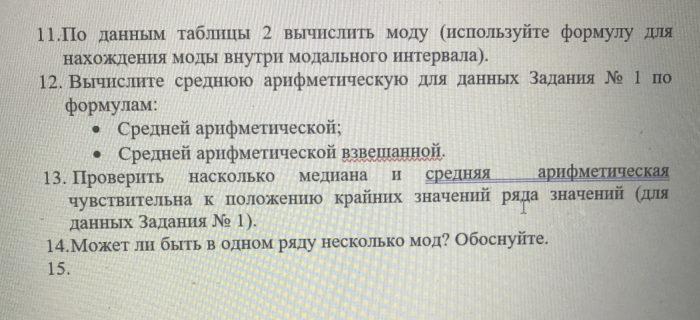 11.По данным таблицы 2 вычислить моду (используйте формулу для
нахождения моды внутри модального интервала).
12. Вычислите среднюю арифметическую для данных Задания № 1 по
формулам:
• Средней арифметической;
• Средней арифметической взвешанной.
13. Проверить насколько медиана и средняя арифметическая
чувствительна к положению крайних значений ряда значений (для
данных Задания № 1).
14.Может ли быть в одном ряду несколько мод? Обоснуйте.
15.